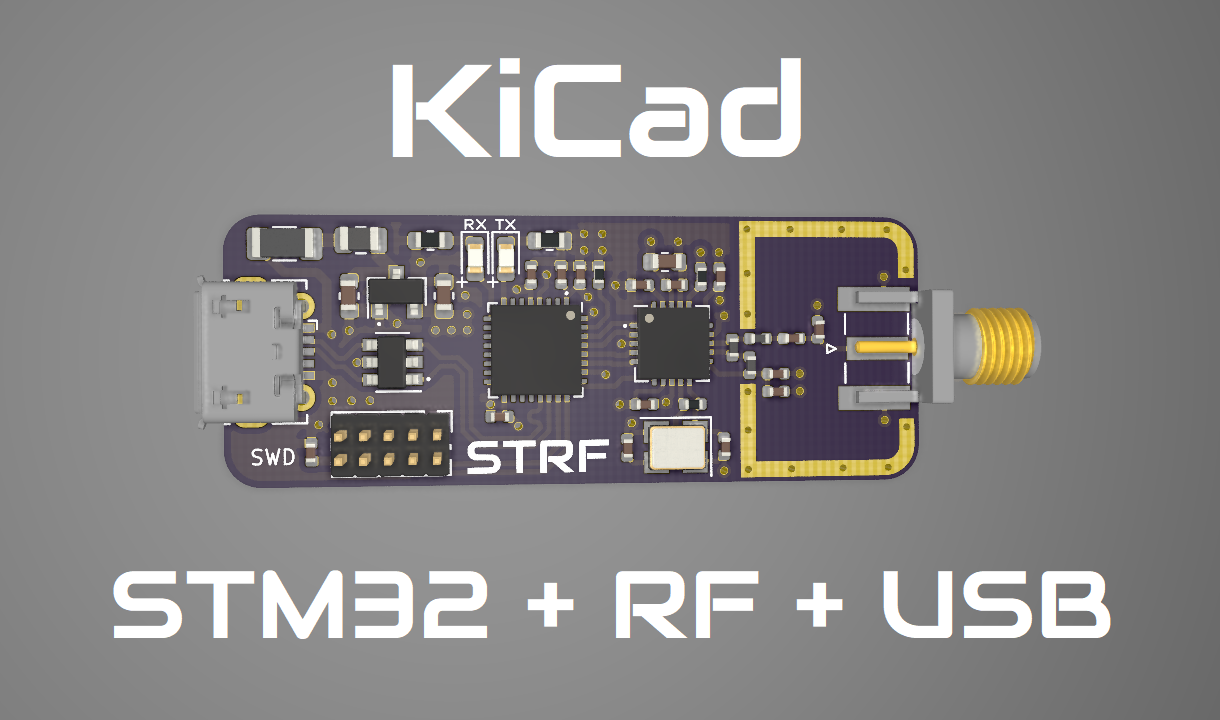 KiCad
RX TX
SWD
STRF
STM32 + RF + USB